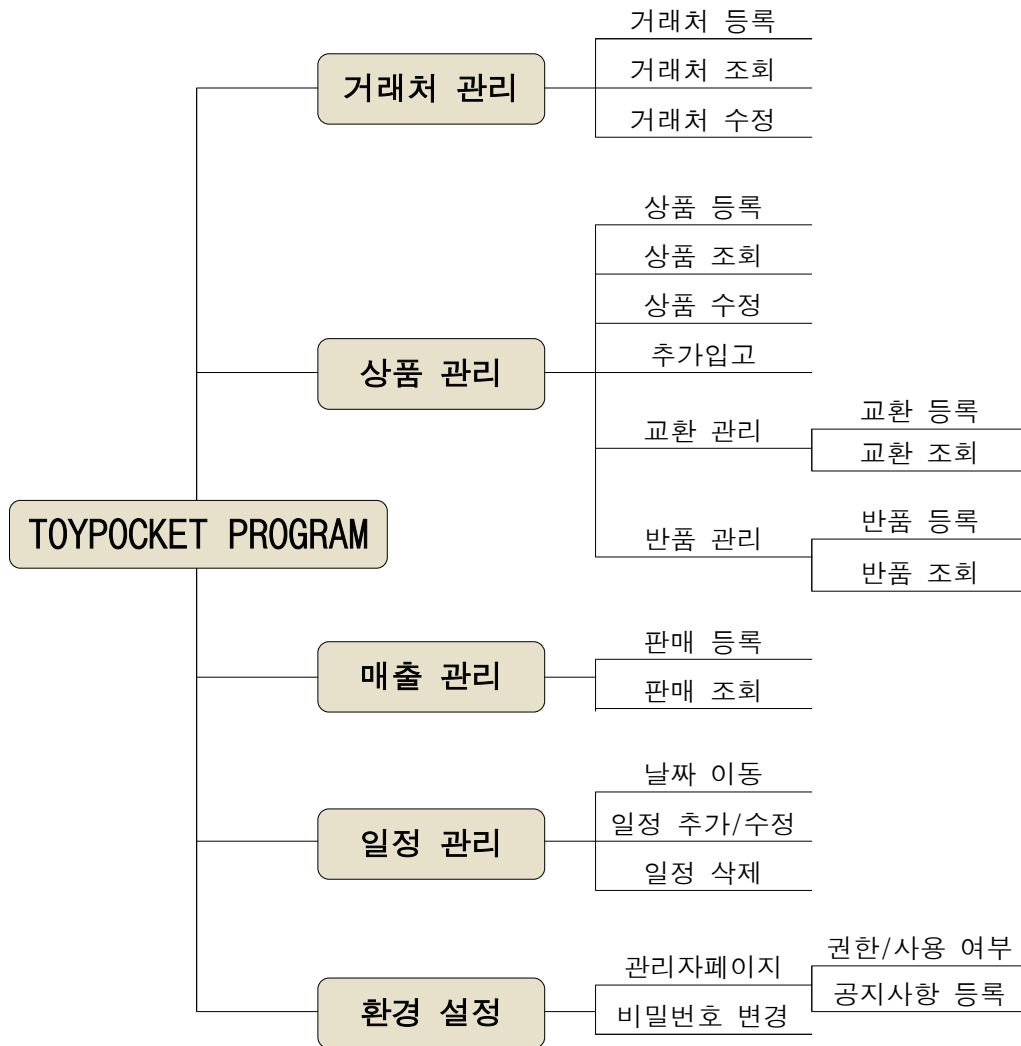 거래처 등록
거래처 관리
거래처 조회
거래처 수정
상품 등록
상품 조회
상품 수정
상품 관리
추가입고
교환 관리
교환 등록
교환 조회
TOYPOCKET PROGRAM
반품 관리
반품 등록
반품 조회
매출 관리
판매 등록
판매 조회
일정 관리
날짜 이동
일정 추가/수정
일정 삭제
환경 설정
관리자페이지
권한/사용 여부
공지사항 등록
비밀번호 변경